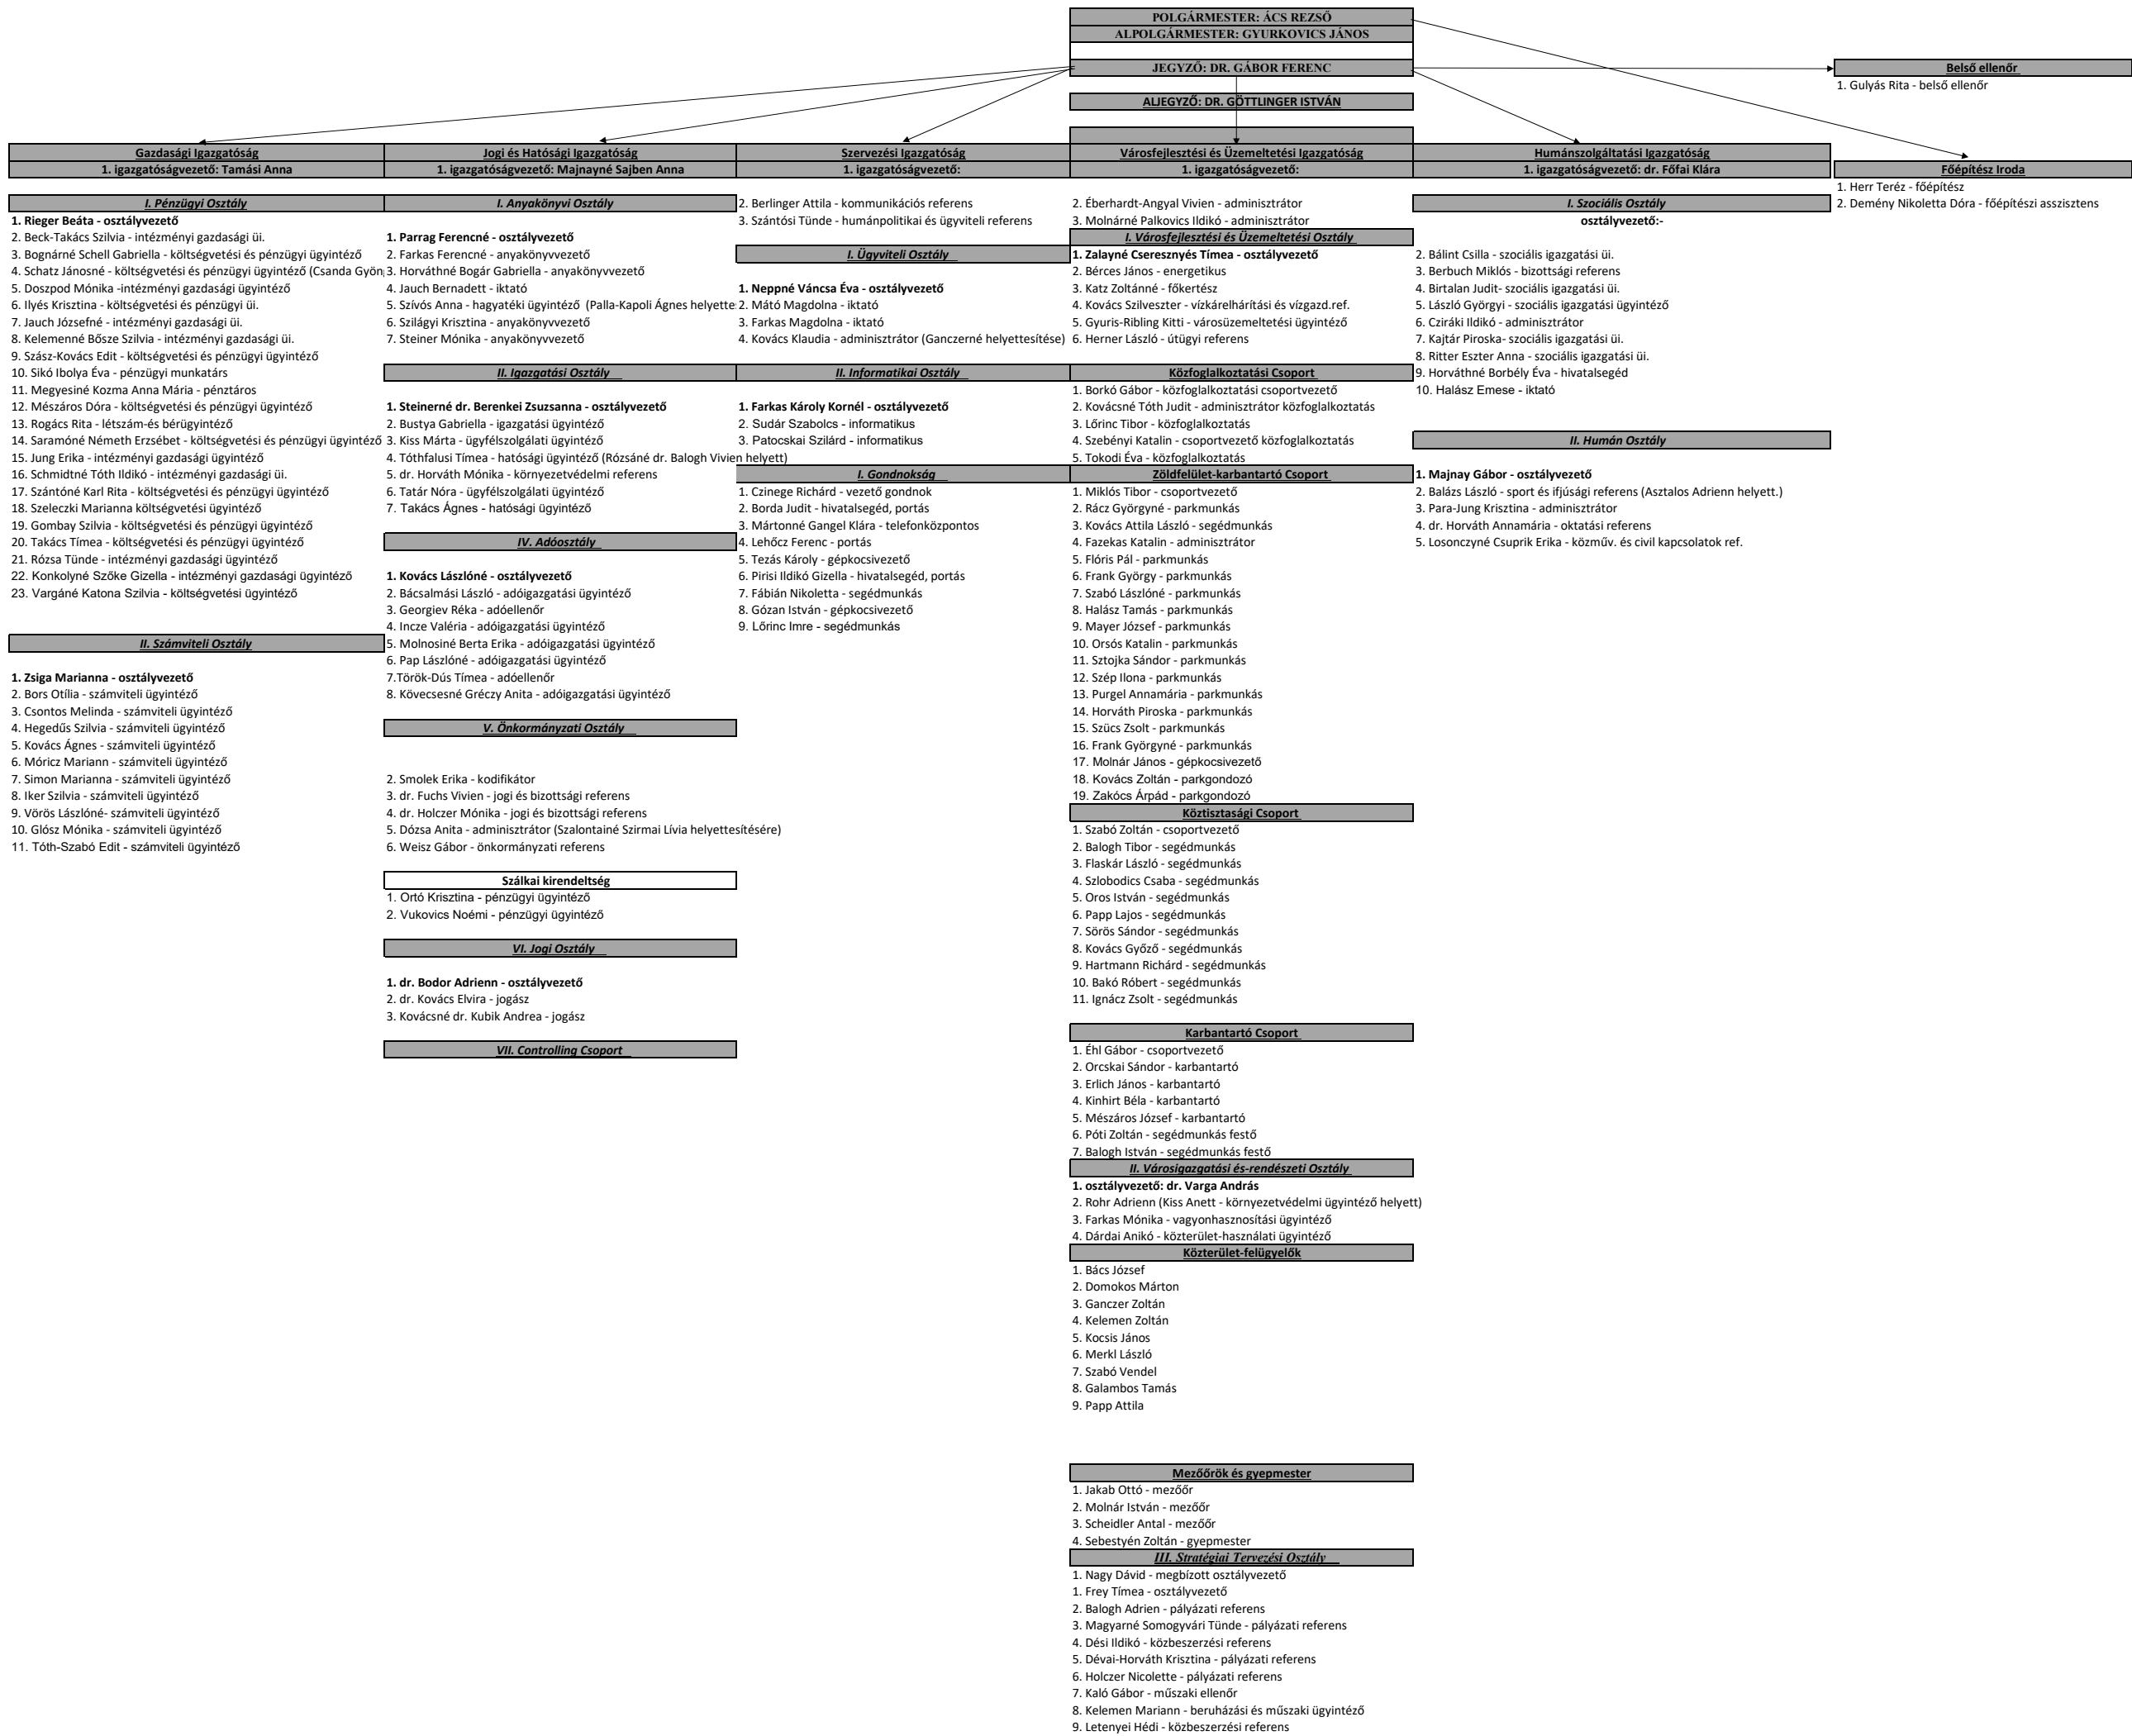 POLGÁRMESTER: ÁCS REZSŐ
ALPOLGÁRMESTER: GYURKOVICS JÁNOS
JEGYZŐ: DR. GÁBOR FERENC
ALJEGYZŐ: DR. GÖTTLINGER ISTVÁN
Belső ellenőr
1. Gulyás Rita - belső ellenőr
Gazdasági Igazgatóság
1. igazgatóságvezető: Tamási Anna
I. Pénzügyi Osztály
1. Rieger Beáta - osztályvezető
2. Beck-Takács Szilvia - intézményi gazdasági üi.
3. Bognárné Schell Gabriella - költségvetési és pénzügyi ügyintéző
4. Schatz Jánosné - költségvetési és pénzügyi ügyintéző (Csanda Gyön
5. Doszpod Mónika -intézményi gazdasági ügyintéző
6. Ilyés Krisztina - költségvetési és pénzügyi üi.
7. Jauch Józsefné - intézményi gazdasági üi.
8. Kelemenné Bősze Szilvia - intézményi gazdasági üi.
9. Szász-Kovács Edit - költségvetési és pénzügyi ügyintéző
10. Sikó Ibolya Éva - pénzügyi munkatárs
11. Megyesiné Kozma Anna Mária - pénztáros
12. Mészáros Dóra - költségvetési és pénzügyi ügyintéző
13. Rogács Rita - létszám-és bérügyintéző
14. Saramóné Németh Erzsébet - költségvetési és pénzügyi ügyintéző
15. Jung Erika - intézményi gazdasági ügyintéző
16. Schmidtné Tóth Ildikó - intézményi gazdasági üi.
17. Szántóné Karl Rita - költségvetési és pénzügyi ügyintéző
18. Szeleczki Marianna költségvetési ügyintéző
19. Gombay Szilvia - költségvetési és pénzügyi ügyintéző
20. Takács Tímea - költségvetési és pénzügyi ügyintéző
21. Rózsa Tünde - intézményi gazdasági ügyintéző
22. Konkolyné Szőke Gizella - intézményi gazdasági ügyintéző
23. Vargáné Katona Szilvia - költségvetési ügyintéző
II. Számviteli Osztály
1. Zsiga Marianna - osztályvezető
2. Bors Otília - számviteli ügyintéző
3. Csontos Melinda - számviteli ügyintéző
4. Hegedűs Szilvia - számviteli ügyintéző
5. Kovács Ágnes - számviteli ügyintéző
6. Móricz Mariann - számviteli ügyintéző
7. Simon Marianna - számviteli ügyintéző
8. Iker Szilvia - számviteli ügyintéző
9. Vörös Lászlóné- számviteli ügyintéző
10. Glósz Mónika - számviteli ügyintéző
11. Tóth-Szabó Edit - számviteli ügyintéző
Jogi és Hatósági Igazgatóság
1. igazgatóságvezető: Majnayné Sajben Anna
I. Anyakönyvi Osztály
1. Parrag Ferencné - osztályvezető
2. Farkas Ferencné - anyakönyvvezető
3. Horváthné Bogár Gabriella - anyakönyvvezető
4. Jauch Bernadett - iktató
5. Szívós Anna - hagyatéki ügyintéző (Palla-Kapoli Ágnes helyette
6. Szilágyi Krisztina - anyakönyvvezető
7. Steiner Mónika - anyakönyvvezető
II. Igazgatási Osztály
1. Steinerné dr. Berenkei Zsuzsanna - osztályvezető
2. Bustya Gabriella - igazgatási ügyintéző
3. Kiss Márta - ügyfélszolgálati ügyintéző
4. Tóthfalusi Tímea - hatósági ügyintéző (Rózsáné dr. Balogh Vivien helyett)
5. dr. Horváth Mónika - környezetvédelmi referens
6. Tatár Nóra - ügyfélszolgálati ügyintéző
7. Takács Ágnes - hatósági ügyintéző
IV. Adóosztály
1. Kovács Lászlóné - osztályvezető
2. Bácsalmási László - adóigazgatási ügyintéző
3. Georgiev Réka - adóellenőr
4. Incze Valéria - adóigazgatási ügyintéző
5. Molnosiné Berta Erika - adóigazgatási ügyintéző
6. Pap Lászlóné - adóigazgatási ügyintéző
7.Török-Dús Tímea - adóellenőr
8. Kövecsesné Gréczy Anita - adóigazgatási ügyintéző
V. Önkormányzati Osztály
2. Smolek Erika - kodifikátor
3. dr. Fuchs Vivien - jogi és bizottsági referens
4. dr. Holczer Mónika - jogi és bizottsági referens
5. Dózsa Anita - adminisztrátor (Szalontainé Szirmai Lívia helyettesítésére)
6. Weisz Gábor - önkormányzati referens
Szálkai kirendeltség
1. Ortó Krisztina - pénzügyi ügyintéző
2. Vukovics Noémi - pénzügyi ügyintéző
VI. Jogi Osztály
1. dr. Bodor Adrienn - osztályvezető
2. dr. Kovács Elvira - jogász
3. Kovácsné dr. Kubik Andrea - jogász
VII. Controlling Csoport
Szervezési Igazgatóság
1. igazgatóságvezető:
2. Berlinger Attila - kommunikációs referens
3. Szántósi Tünde - humánpolitikai és ügyviteli referens
I. Ügyviteli Osztály
1. Neppné Váncsa Éva - osztályvezető
2. Mátó Magdolna - iktató
3. Farkas Magdolna - iktató
4. Kovács Klaudia - adminisztrátor (Ganczerné helyettesítése)
II. Informatikai Osztály
1. Farkas Károly Kornél - osztályvezető
2. Sudár Szabolcs - informatikus
3. Patocskai Szilárd - informatikus
I. Gondnokság
1. Czinege Richárd - vezető gondnok
2. Borda Judit - hivatalsegéd, portás
3. Mártonné Gangel Klára - telefonközpontos
4. Lehőcz Ferenc - portás
5. Tezás Károly - gépkocsivezető
6. Pirisi Ildikó Gizella - hivatalsegéd, portás
7. Fábián Nikoletta - segédmunkás
8. Gózan István - gépkocsivezető
9. Lőrinc Imre - segédmunkás
Városfejlesztési és Üzemeltetési Igazgatóság
1. igazgatóságvezető:
2. Éberhardt-Angyal Vivien - adminisztrátor
3. Molnárné Palkovics Ildikó - adminisztrátor
I. Városfejlesztési és Üzemeltetési Osztály
1. Zalayné Cseresznyés Tímea - osztályvezető
2. Bérces János - energetikus
3. Katz Zoltánné - főkertész
4. Kovács Szilveszter - vízkárelhárítási és vízgazd.ref.
5. Gyuris-Ribling Kitti - városüzemeltetési ügyintéző
6. Herner László - útügyi referens
Közfoglalkoztatási Csoport
1. Borkó Gábor - közfoglalkoztatási csoportvezető
2. Kovácsné Tóth Judit - adminisztrátor közfoglalkoztatás
3. Lőrinc Tibor - közfoglalkoztatás
4. Szebényi Katalin - csoportvezető közfoglalkoztatás
5. Tokodi Éva - közfoglalkoztatás
Zöldfelület-karbantartó Csoport
1. Miklós Tibor - csoportvezető
2. Rácz Györgyné - parkmunkás
3. Kovács Attila László - segédmunkás
4. Fazekas Katalin - adminisztrátor
5. Flóris Pál - parkmunkás
6. Frank György - parkmunkás
7. Szabó Lászlóné - parkmunkás
8. Halász Tamás - parkmunkás
9. Mayer József - parkmunkás
10. Orsós Katalin - parkmunkás
11. Sztojka Sándor - parkmunkás
12. Szép Ilona - parkmunkás
13. Purgel Annamária - parkmunkás
14. Horváth Piroska - parkmunkás
15. Szücs Zsolt - parkmunkás
16. Frank Györgyné - parkmunkás
17. Molnár János - gépkocsivezető
18. Kovács Zoltán - parkgondozó
19. Zakócs Árpád - parkgondozó
Köztisztasági Csoport
1. Szabó Zoltán - csoportvezető
2. Balogh Tibor - segédmunkás
3. Flaskár László - segédmunkás
4. Szlobodics Csaba - segédmunkás
5. Oros István - segédmunkás
6. Papp Lajos - segédmunkás
7. Sörös Sándor - segédmunkás
8. Kovács Győző - segédmunkás
9. Hartmann Richárd - segédmunkás
10. Bakó Róbert - segédmunkás
11. Ignácz Zsolt - segédmunkás
Karbantartó Csoport
1. Éhl Gábor - csoportvezető
2. Orcskai Sándor - karbantartó
3. Erlich János - karbantartó
4. Kinhirt Béla - karbantartó
5. Mészáros József - karbantartó
6. Póti Zoltán - segédmunkás festő
7. Balogh István - segédmunkás festő
II. Városigazgatási és-rendészeti Osztály
1. osztályvezető: dr. Varga András
2. Rohr Adrienn (Kiss Anett - környezetvédelmi ügyintéző helyett)
3. Farkas Mónika - vagyonhasznosítási ügyintéző
4. Dárdai Anikó - közterület-használati ügyintéző
Közterület-felügyelők
1. Bács József
2. Domokos Márton
3. Ganczer Zoltán
4. Kelemen Zoltán
5. Kocsis János
6. Merkl László
7. Szabó Vendel
8. Galambos Tamás
9. Papp Attila
Mezőőrök és gyepmester
1. Jakab Ottó - mezőőr
2. Molnár István - mezőőr
3. Scheidler Antal - mezőőr
4. Sebestyén Zoltán - gyepmester
III. Stratégiai Tervezési Osztály
1. Nagy Dávid - megbízott osztályvezető
1. Frey Tímea - osztályvezető
2. Balogh Adrien - pályázati referens
3. Magyarné Somogyvári Tünde - pályázati referens
4. Dési Ildikó - közbeszerzési referens
5. Dévai-Horváth Krisztina - pályázati referens
6. Holczer Nicolette - pályázati referens
7. Kaló Gábor - műszaki ellenőr
8. Kelemen Mariann - beruházási és műszaki ügyintéző
9. Letenyei Hédi - közbeszerzési referens
Humánszolgáltatási Igazgatóság
1. igazgatóságvezető: dr. Főfai Klára
I. Szociális Osztály
osztályvezető:-
2. Bálint Csilla - szociális igazgatási üi.
3. Berbuch Miklós - bizottsági referens
4. Birtalan Judit- szociális igazgatási üi.
5. László Györgyi - szociális igazgatási ügyintéző
6. Cziráki Ildikó - adminisztrátor
7. Kajtár Piroska- szociális igazgatási üi.
8. Ritter Eszter Anna - szociális igazgatási üi.
9. Horváthné Borbély Éva - hivatalsegéd
10. Halász Emese - iktató
II. Humán Osztály
1. Majnay Gábor - osztályvezető
2. Balázs László - sport és ifjúsági referens (Asztalos Adrienn helyett.)
3. Para-Jung Krisztina - adminisztrátor
4. dr. Horváth Annamária - oktatási referens
5. Losonczyné Csuprik Erika - közműv. és civil kapcsolatok ref.
Főépítész Iroda
1. Herr Teréz - főépítész
2. Demény Nikoletta Dóra - főépítészi asszisztens